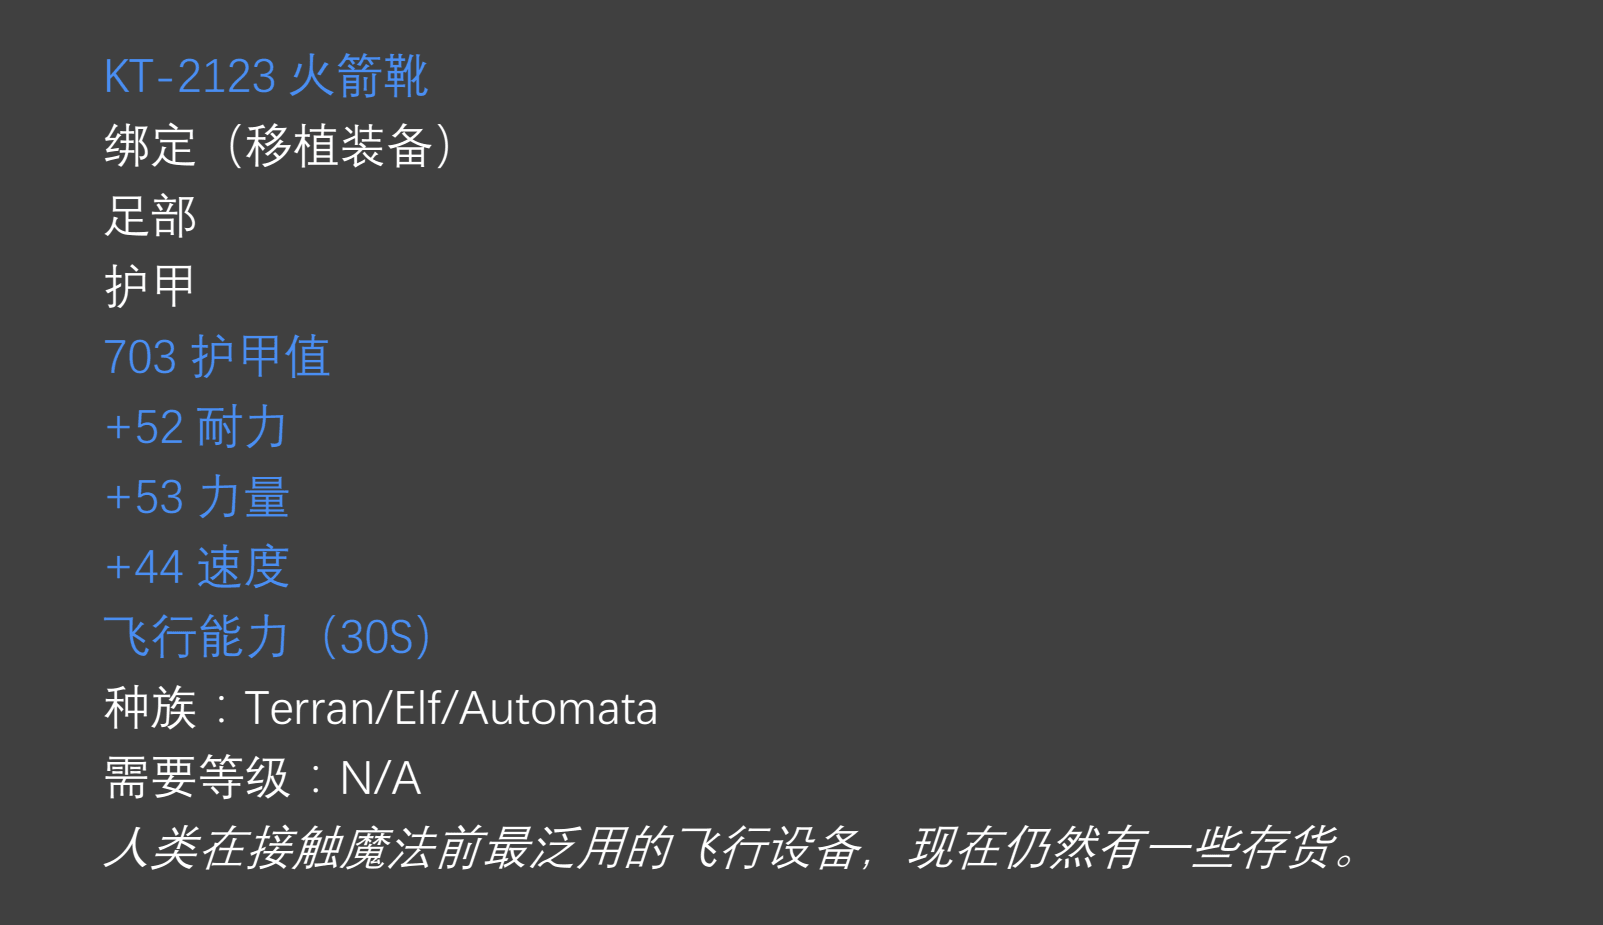 KT-2123 火箭靴
绑定（移植装备）
足部
护甲
703 护甲值
+52 耐力
+53 力量
+44 速度
飞行能力（30S）
种族：Terran/Elf/Automata
需要等级：N/A
人类在接触魔法前最泛用的飞行设备，现在仍然有一些存货。